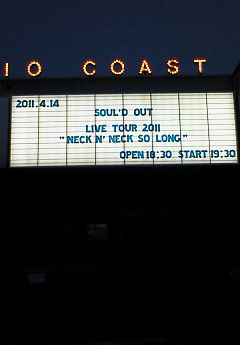 IO COAST
2011.4.14
SOUL'D OUT
LIVE TOUR 2011
"NECK N' NECK SO LONG"
OPEN 18:30 START 19:30